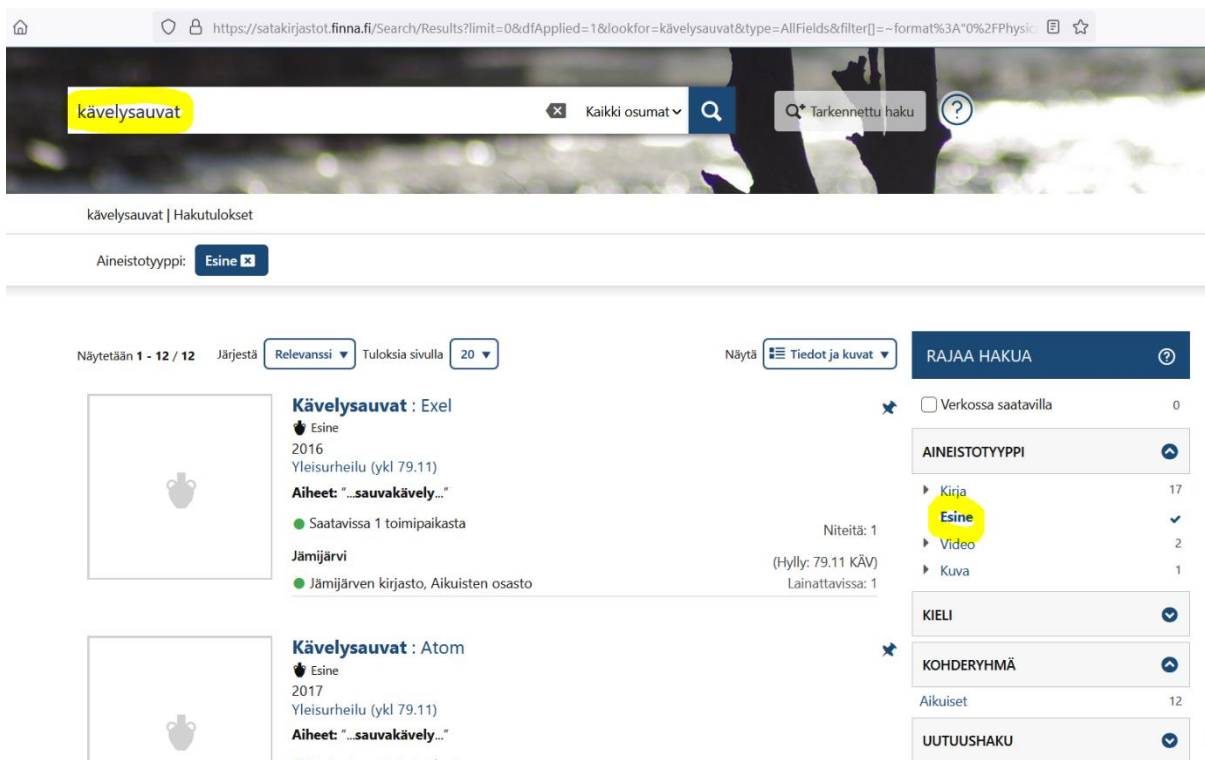 https://satakirjastot.finna.fi/Search/Results?limit=0&dfApplied=1&lookfor=kävelysauvat&type=AllFields&filter[]=~format%3A"0%2FPhysic
kävelysauvat
Kaikki osumat
Tarkennettu haku
?
kävelysauvat | Hakutulokset
Aineistotyyppi: Esine
Näytetään 1 - 12 / 12 Järjestä Relevanssi Tuloksia sivulla 20 Näytä Tiedot ja kuvat
Kävelysauvat : Exel
Esine
2016
Yleisurheilu (ykl 79.11)
Aiheet: "...sauvakävely..."
Saatavissa 1 toimipaikasta
Niteitä: 1
Jämijärvi
(Hylly: 79.11 KÄV)
Jämijärven kirjasto, Aikuisten osasto
Lainattavissa: 1
Kävelysauvat : Atom
Esine
2017
Yleisurheilu (ykl 79.11)
Aiheet: "...sauvakävely..."
RAJAA HAKUA ?
Verkossa saatavilla 0
AINEISTOTYYPPI
Kirja 17
Esine
Video 2
Kuva 1
KIELI
KOHDERYHMÄ
Aikuiset 12
UUTUUSHAKU